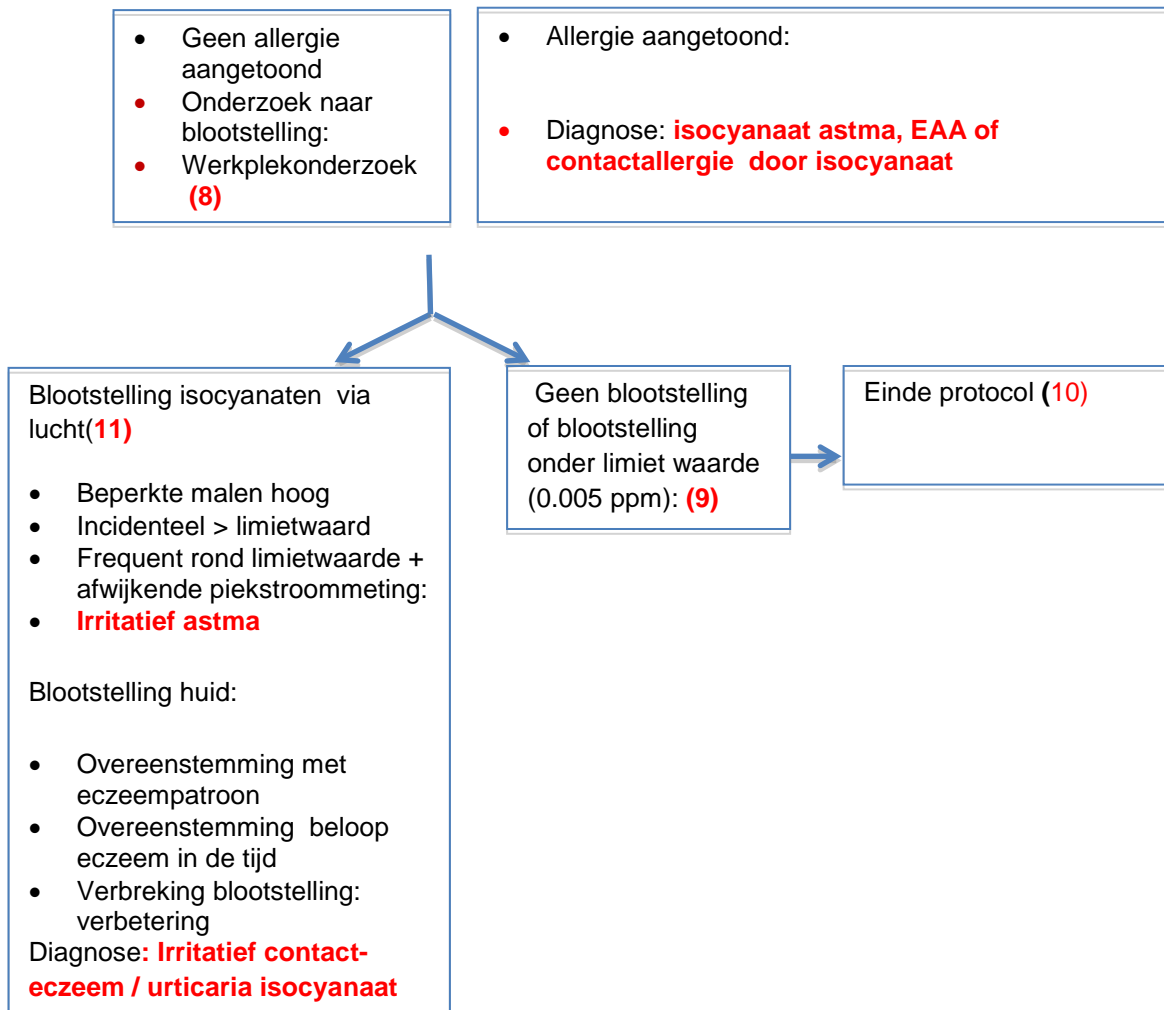 • Geen allergie
aangetoond
• Onderzoek naar
blootstelling:
• Werkplekonderzoek
(8)
• Allergie aangetoond:
• Diagnose: isocyanaat astma, EAA of
contactallergie door isocyanaat
Blootstelling isocyanaten via
lucht(11)
• Beperkte malen hoog
• Incidenteel > limietwaard
• Frequent rond limietwaarde +
afwijkende piekstroommeting:
• Irritatief astma
Blootstelling huid:
• Overeenstemming met
eczeempatroon
• Overeenstemming beloop
eczeem in de tijd
• Verbreking blootstelling:
verbetering
Diagnose: Irritatief contact-
eczeem / urticaria isocyanaat
Geen blootstelling
of blootstelling
onder limiet waarde
(0.005 ppm): (9)
Einde protocol (10)